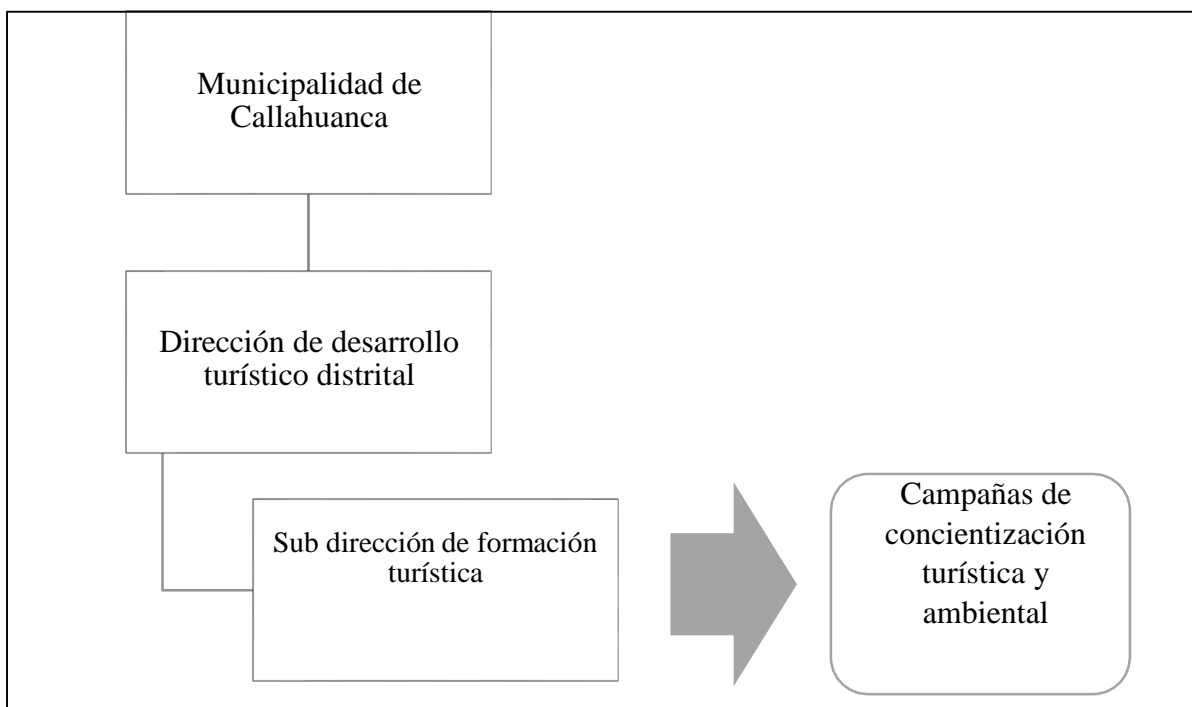 Municipalidad de
Callahuanca
Dirección de desarrollo
turístico distrital
Sub dirección de formación
turística
Campañas de
concientización
turística y
ambiental